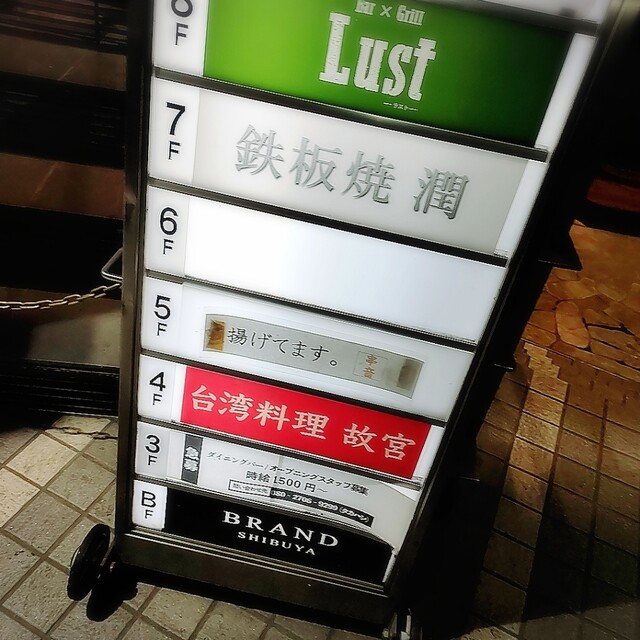 8F
Bar × Grill
Lust
—ラスト—
7F
鉄板焼 潤
6F
5F
揚げてます。
4F
台湾料理 故宮
3F
急募
ダイニングバー/オープニングスタッフ募集
時給1500円〜
BF
BRAND
SHIBUYA